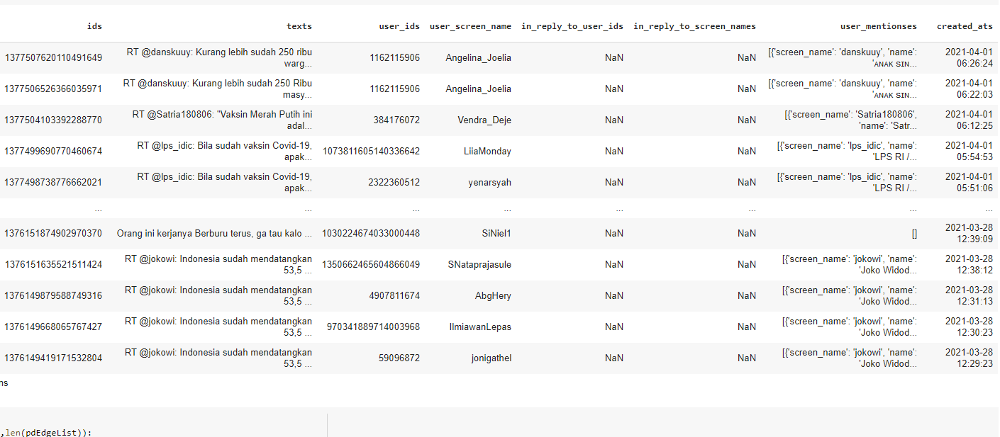 ids texts user_ids user_screen_name in_reply_to_user_ids in_reply_to_screen_names user_mentionses created_ats
1377507620110491649 RT @danskuuy: Kurang lebih sudah 250 ribu warg... 1162115906 Angelina_Joelia NaN NaN [{'screen_name': 'danskuuy', 'name': 'ᴀɴᴀᴋ sɪɴ... 2021-04-01 06:26:24
1377506526366035971 RT @danskuuy: Kurang lebih sudah 250 Ribu masy... 1162115906 Angelina_Joelia NaN NaN [{'screen_name': 'danskuuy', 'name': 'ᴀɴᴀᴋ sɪɴ... 2021-04-01 06:22:03
1377504103392288770 RT @Satria180806: "Vaksin Merah Putih ini adal... 384176072 Vendra_Deje NaN NaN [{'screen_name': 'Satria180806', 'name': 'Satr... 2021-04-01 06:12:25
1377499690770460674 RT @lps_idic: Bila sudah vaksin Covid-19, apak... 1073811605140336642 LiiaMonday NaN NaN [{'screen_name': 'lps_idic', 'name': 'LPS RI /... 2021-04-01 05:54:53
1377498738776662021 RT @lps_idic: Bila sudah vaksin Covid-19, apak... 2322360512 yenarsyah NaN NaN [{'screen_name': 'lps_idic', 'name': 'LPS RI /... 2021-04-01 05:51:06
... ... ... ... ... ... ... ...
1376151874902970370 Orang ini kerjanya Berburu terus, ga tau kalo ... 1030224674033000448 SiNiel1 NaN NaN [] 2021-03-28 12:39:09
1376151635521511424 RT @jokowi: Indonesia sudah mendatangkan 53,5 ... 1350662465604866049 SNataprajasule NaN NaN [{'screen_name': 'jokowi', 'name': 'Joko Widod... 2021-03-28 12:38:12
1376149879588749316 RT @jokowi: Indonesia sudah mendatangkan 53,5 ... 4907811674 AbgHery NaN NaN [{'screen_name': 'jokowi', 'name': 'Joko Widod... 2021-03-28 12:31:13
1376149668065767427 RT @jokowi: Indonesia sudah mendatangkan 53,5 ... 970341889714003968 IlmiawanLepas NaN NaN [{'screen_name': 'jokowi', 'name': 'Joko Widod... 2021-03-28 12:30:23
1376149419171532804 RT @jokowi: Indonesia sudah mendatangkan 53,5 ... 59096872 jonigathel NaN NaN [{'screen_name': 'jokowi', 'name': 'Joko Widod... 2021-03-28 12:29:23
ns
,len(pdEdgeList)):